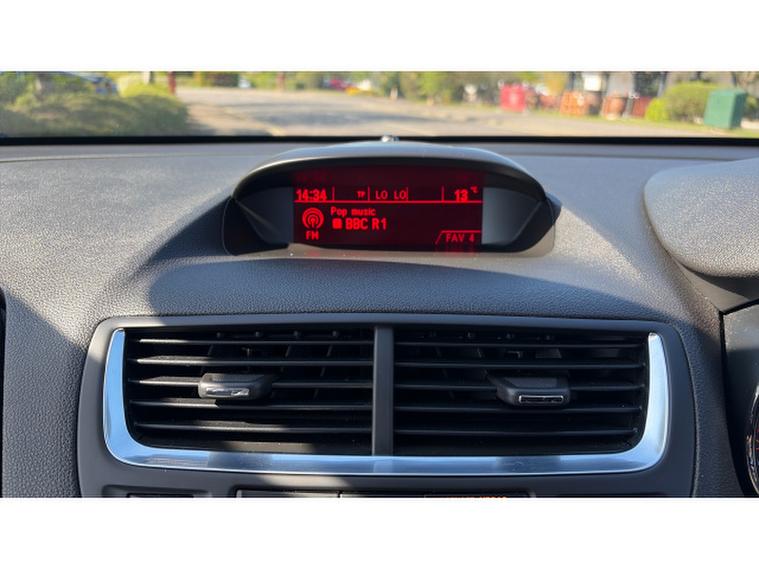 14:34 TP LO LO 13 °C
Pop music
BBC R1
FM
FAV 4